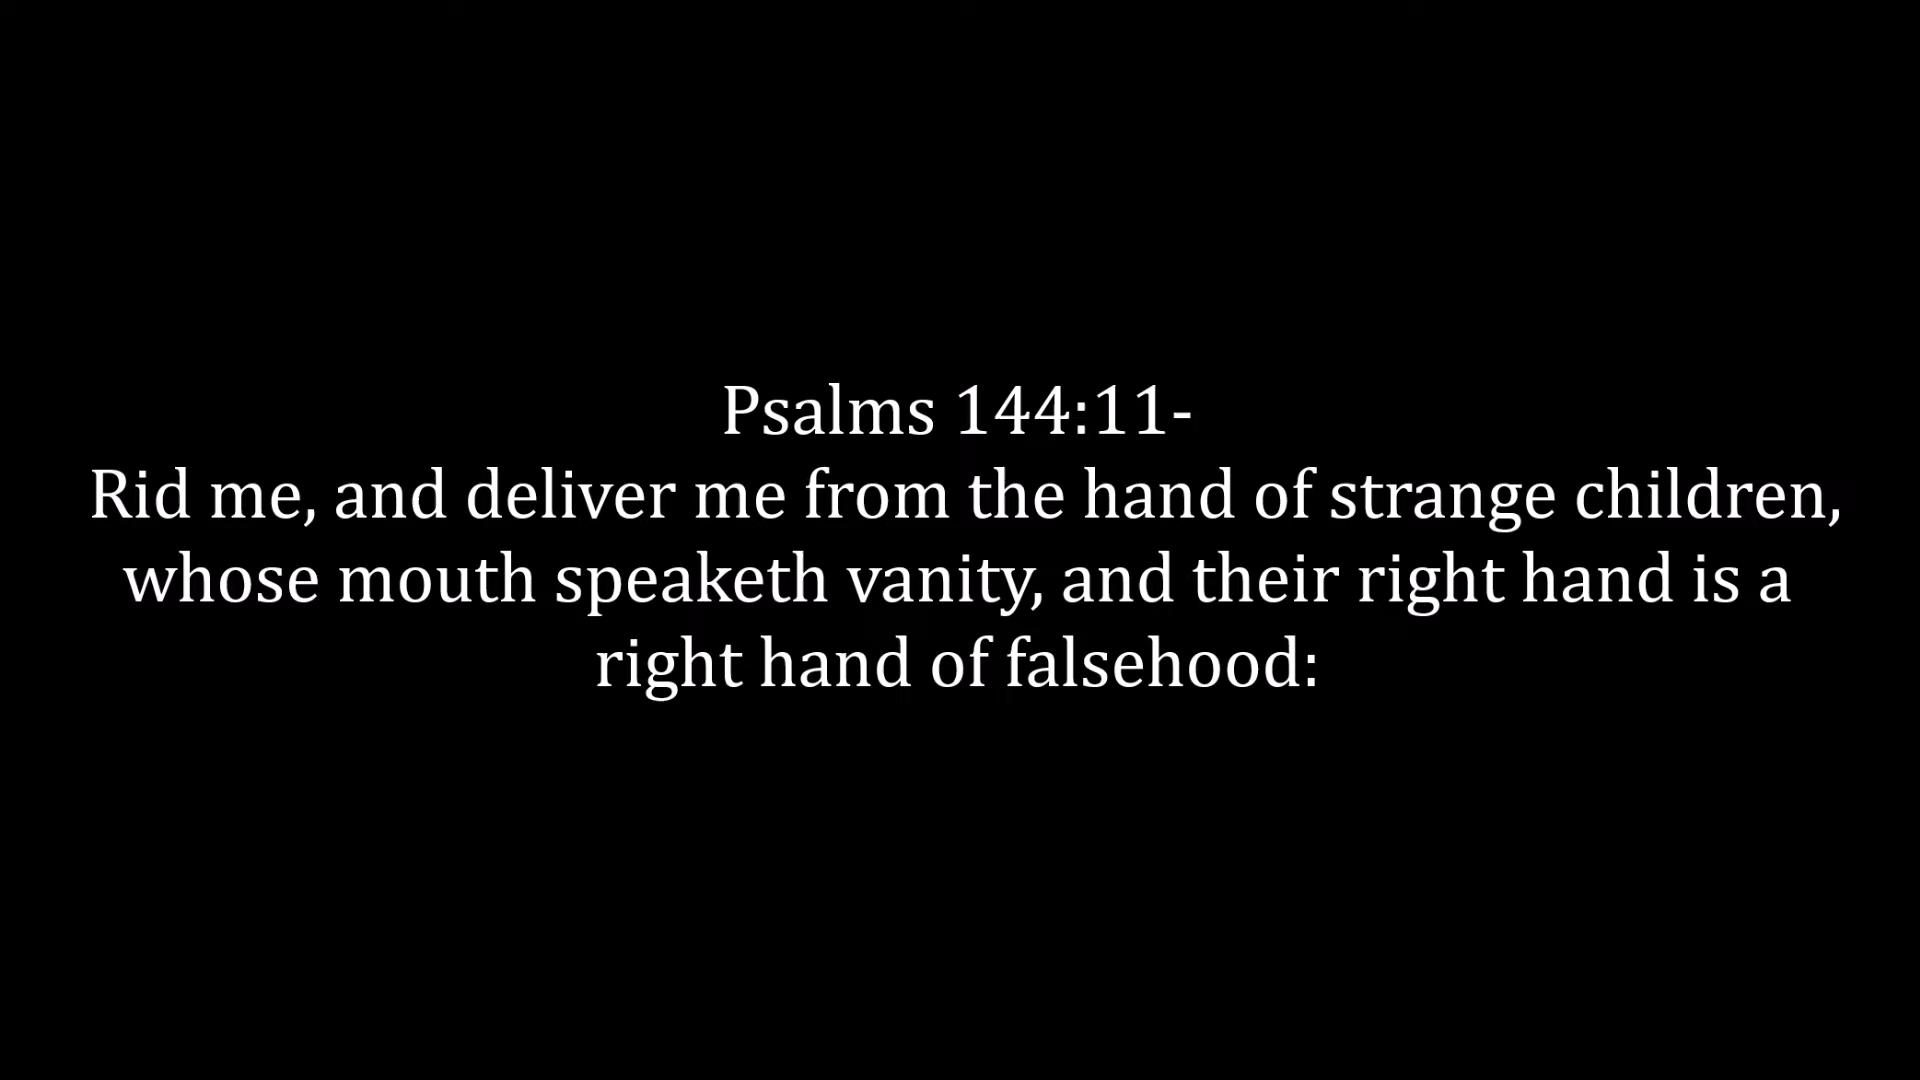 Psalms 144:11-
Rid me, and deliver me from the hand of strange children,
whose mouth speaketh vanity, and their right hand is a
right hand of falsehood: